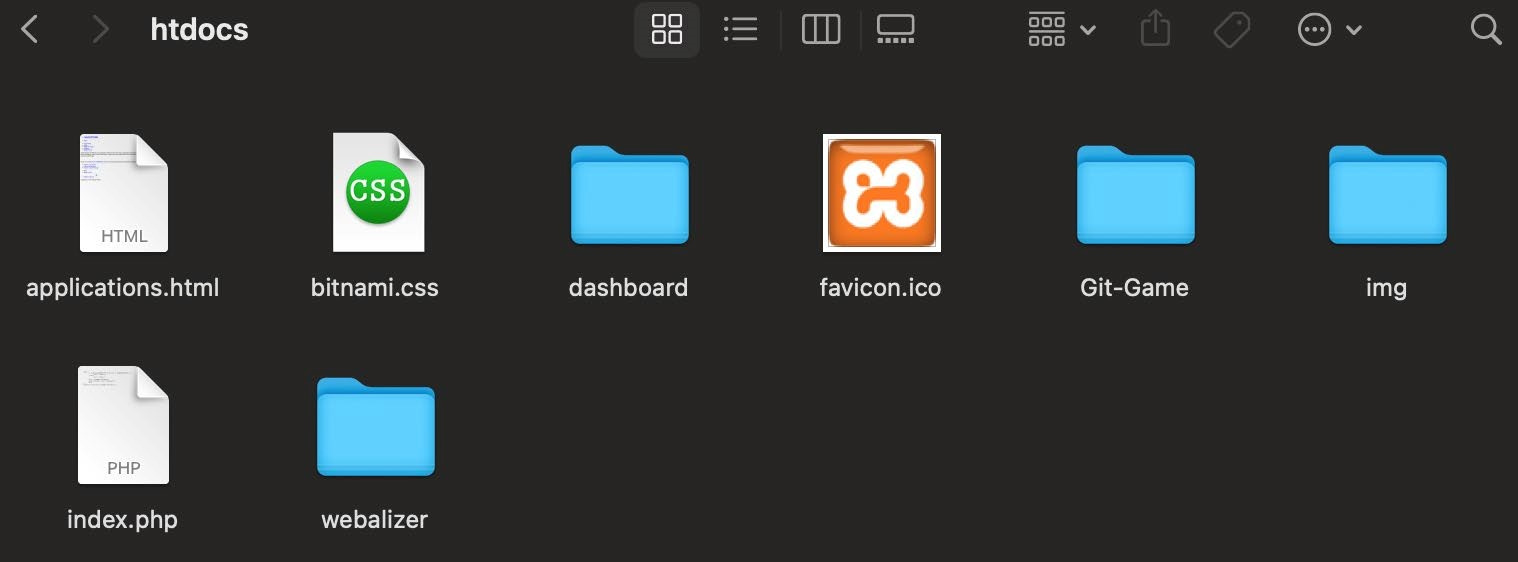 htdocs
HTML
CSS
applications.html
bitnami.css
dashboard
favicon.ico
Git-Game
img
PHP
index.php
webalizer